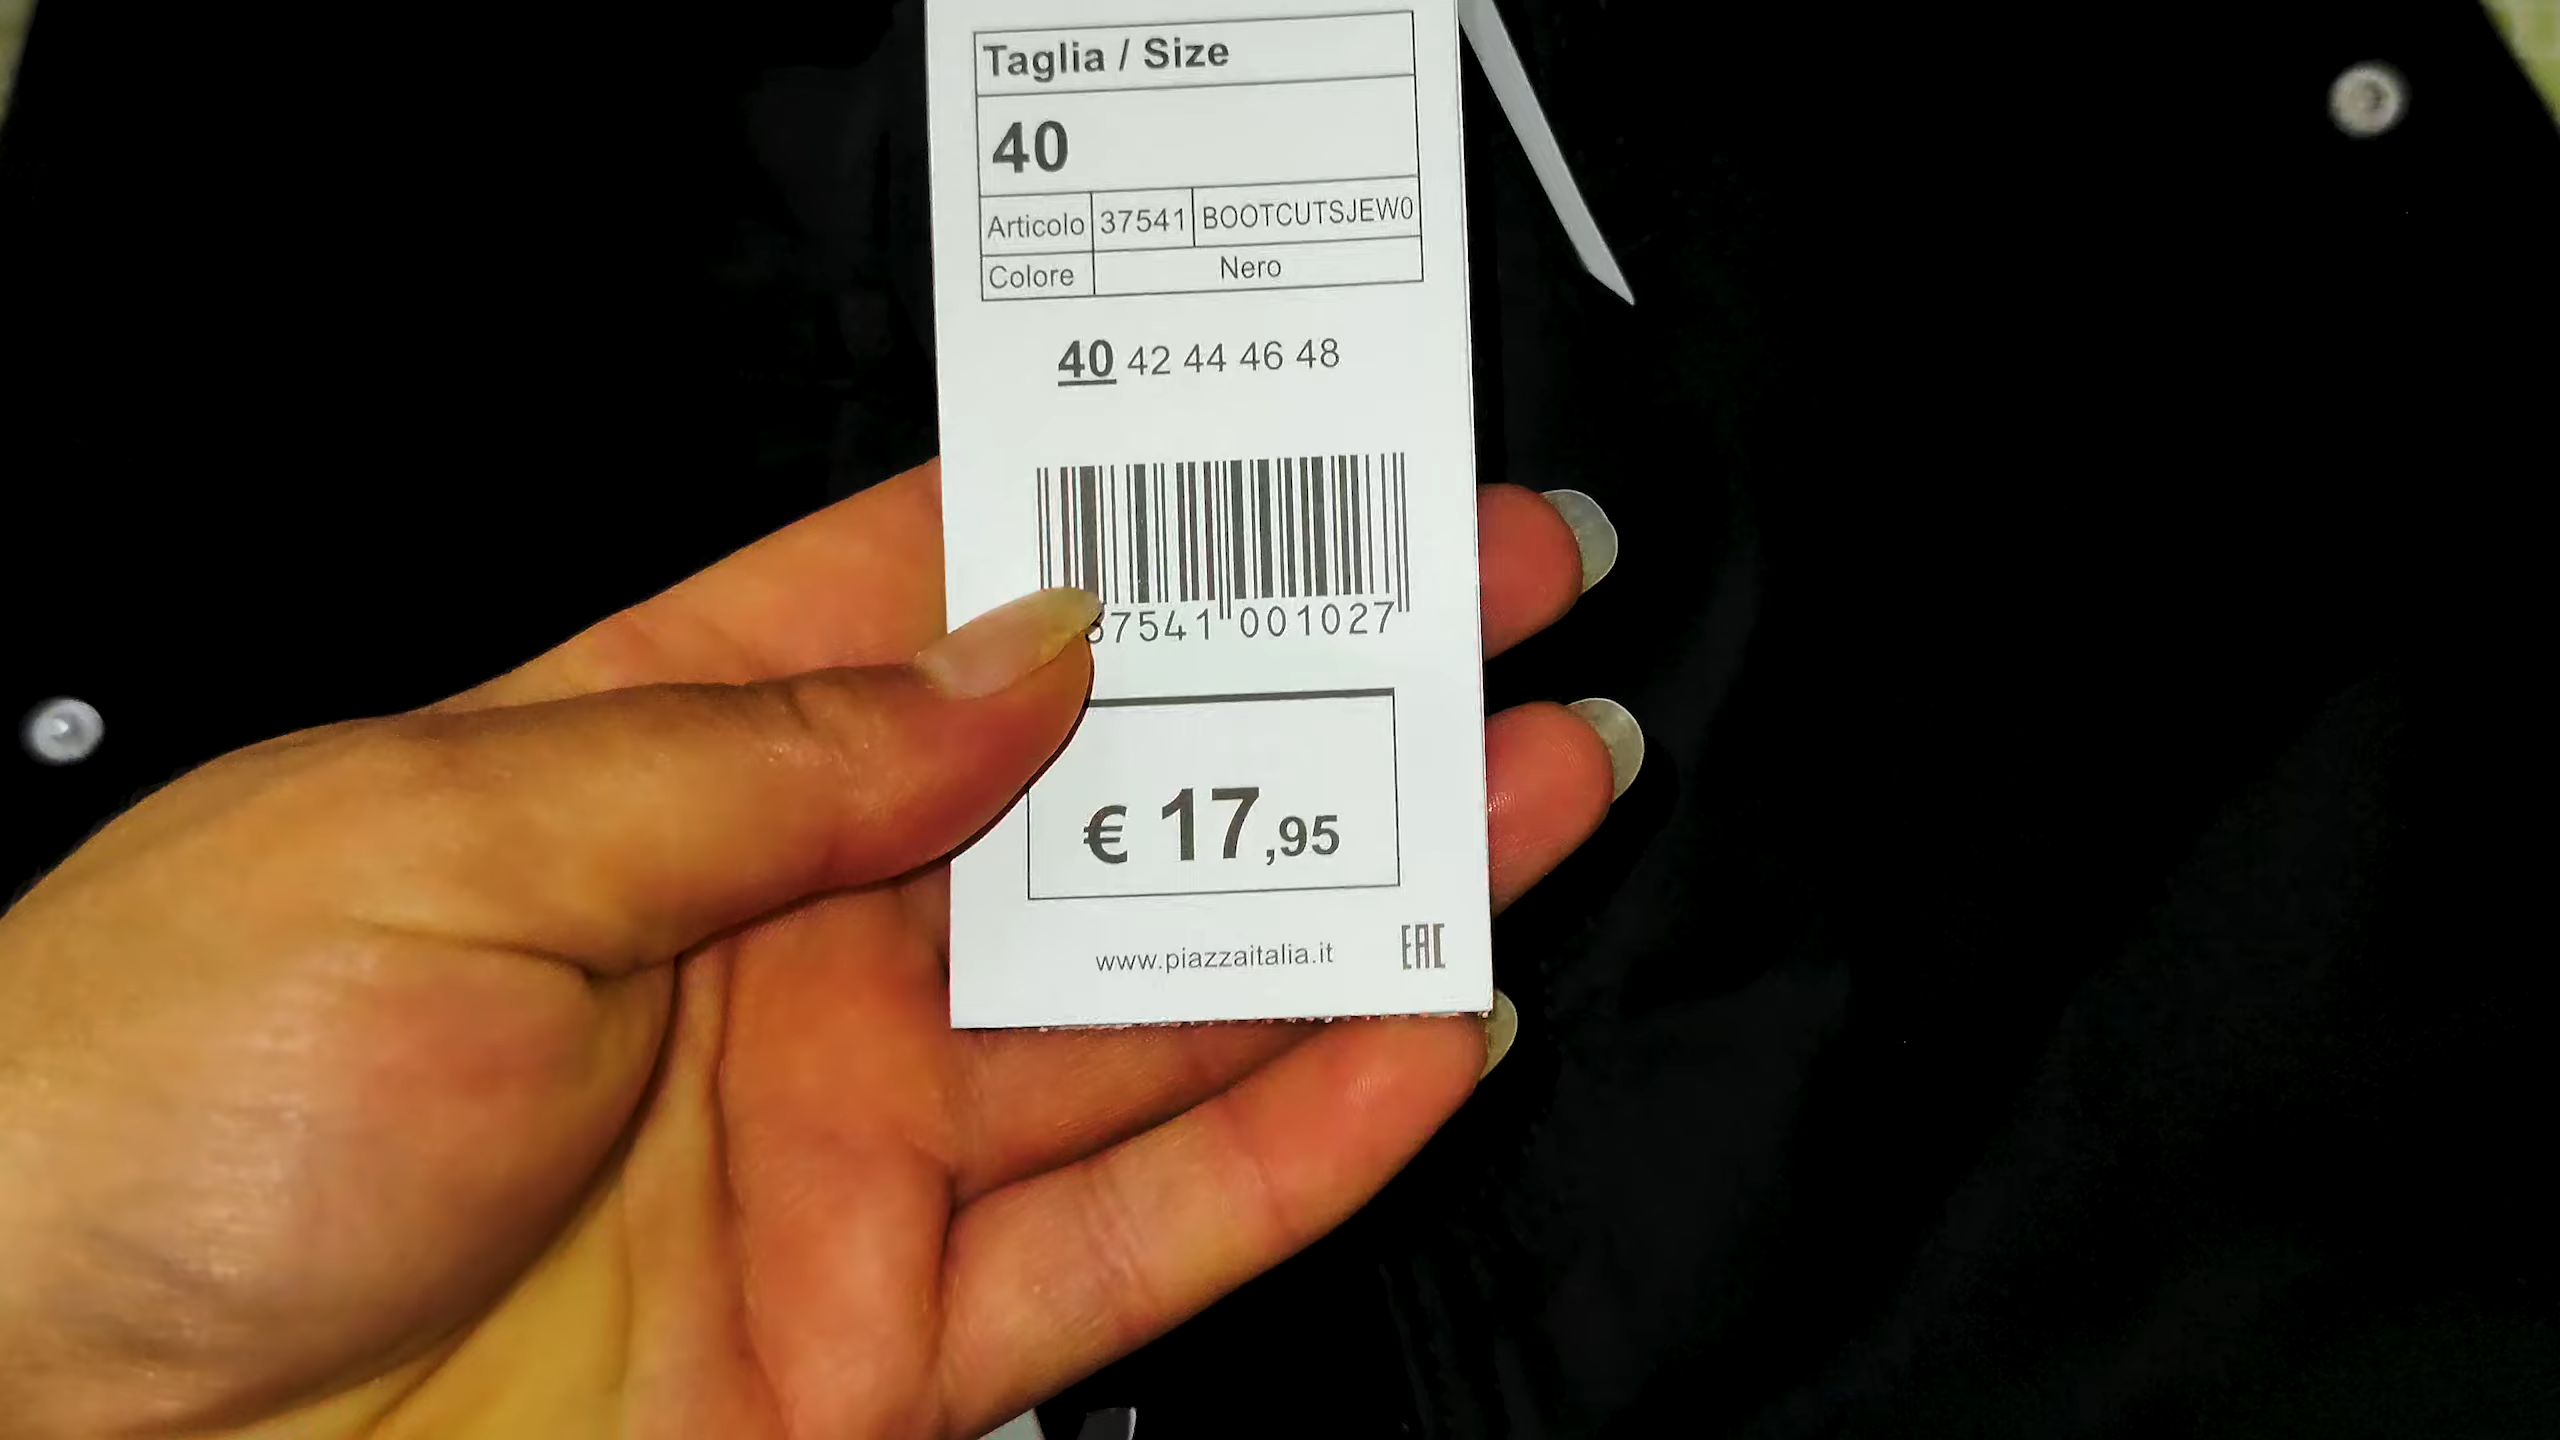 Taglia / Size
40
Articolo 37541 BOOTCUTSJEW0
Colore Nero
40 42 44 46 48
37541 001027
€ 17,95
www.piazzaitalia.it EAC